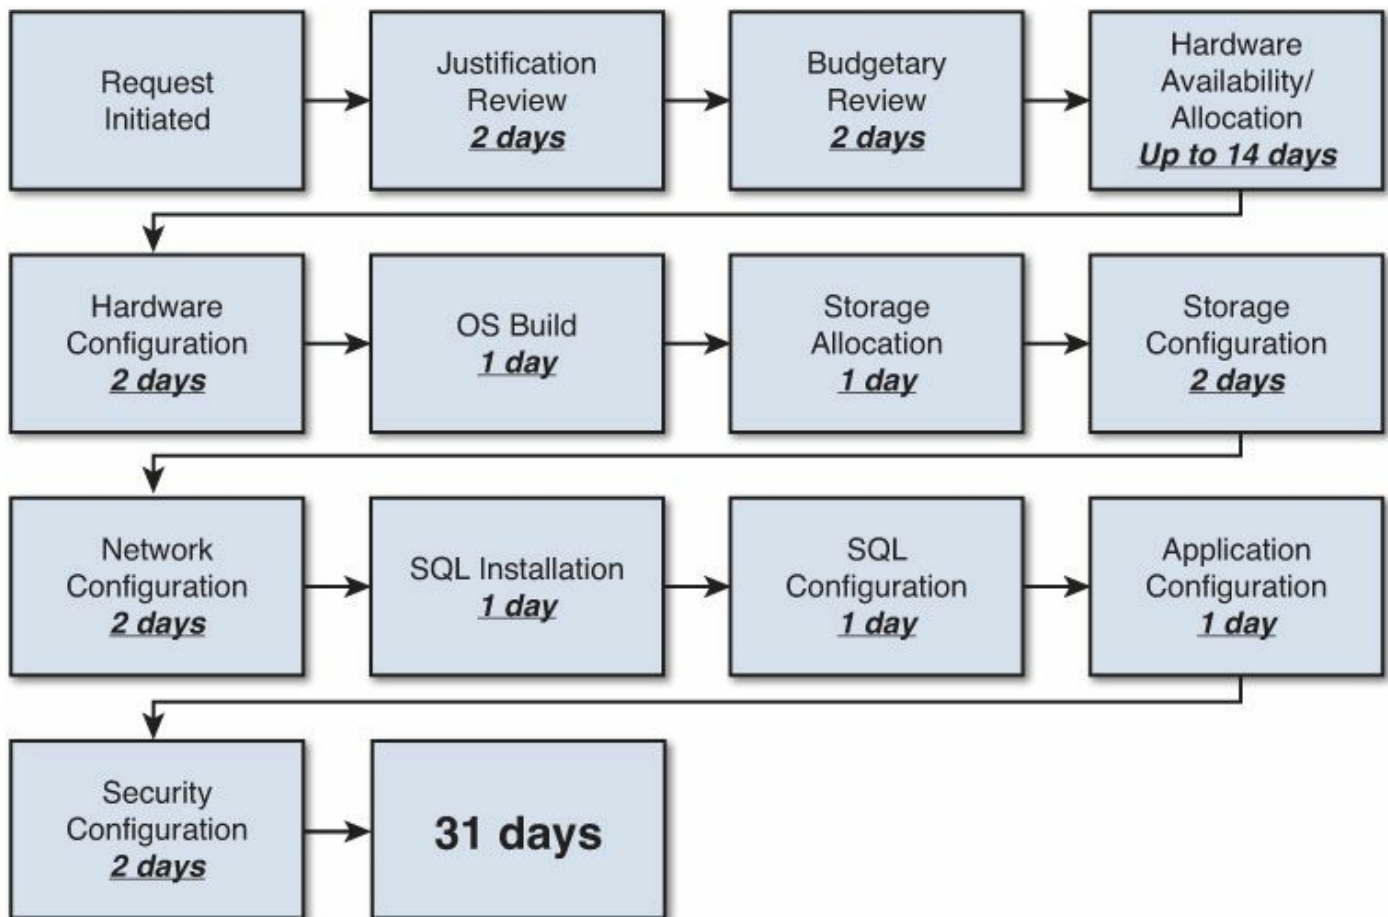 Request
Initiated
Justification
Review
2 days
Budgetary
Review
2 days
Hardware
Availability/
Allocation
Up to 14 days
Hardware
Configuration
2 days
OS Build
1 day
Storage
Allocation
1 day
Storage
Configuration
2 days
Network
Configuration
2 days
SQL Installation
1 day
SQL
Configuration
1 day
Application
Configuration
1 day
Security
Configuration
2 days
31 days